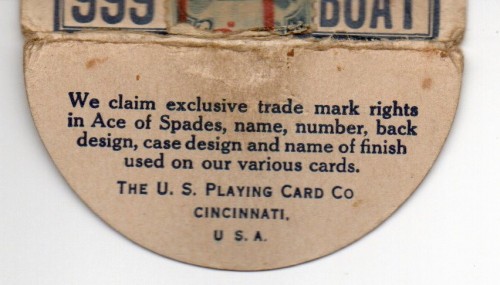 999 BOAT
We claim exclusive trade mark rights
in Ace of Spades, name, number, back
design, case design and name of finish
used on our various cards.
THE U. S. PLAYING CARD CO
CINCINNATI,
U S. A.